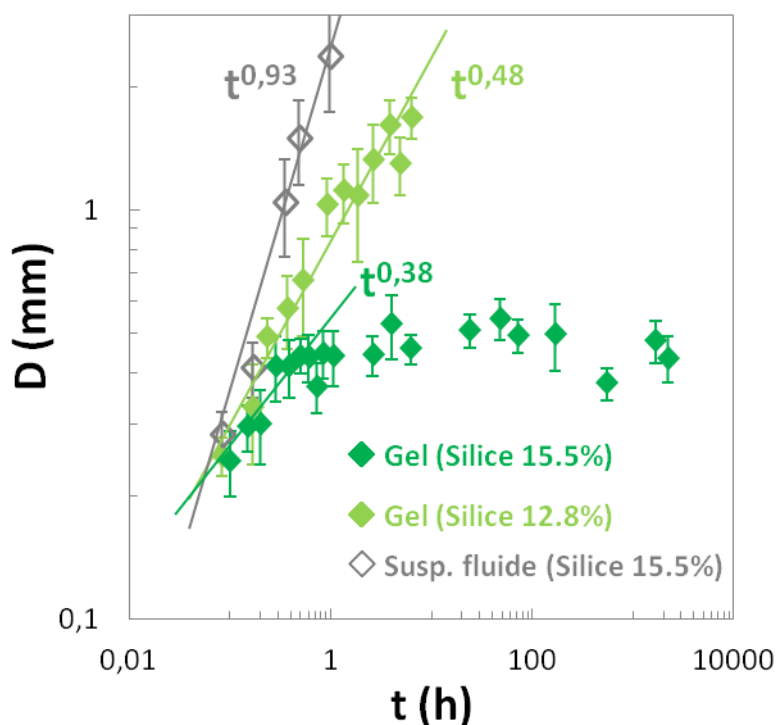 t0,93
t0,48
1
t0,38
D (mm)
Gel (Silice 15.5%)
Gel (Silice 12.8%)
Susp. fluide (Silice 15.5%)
0,1
0,01
1
100
10000
t (h)